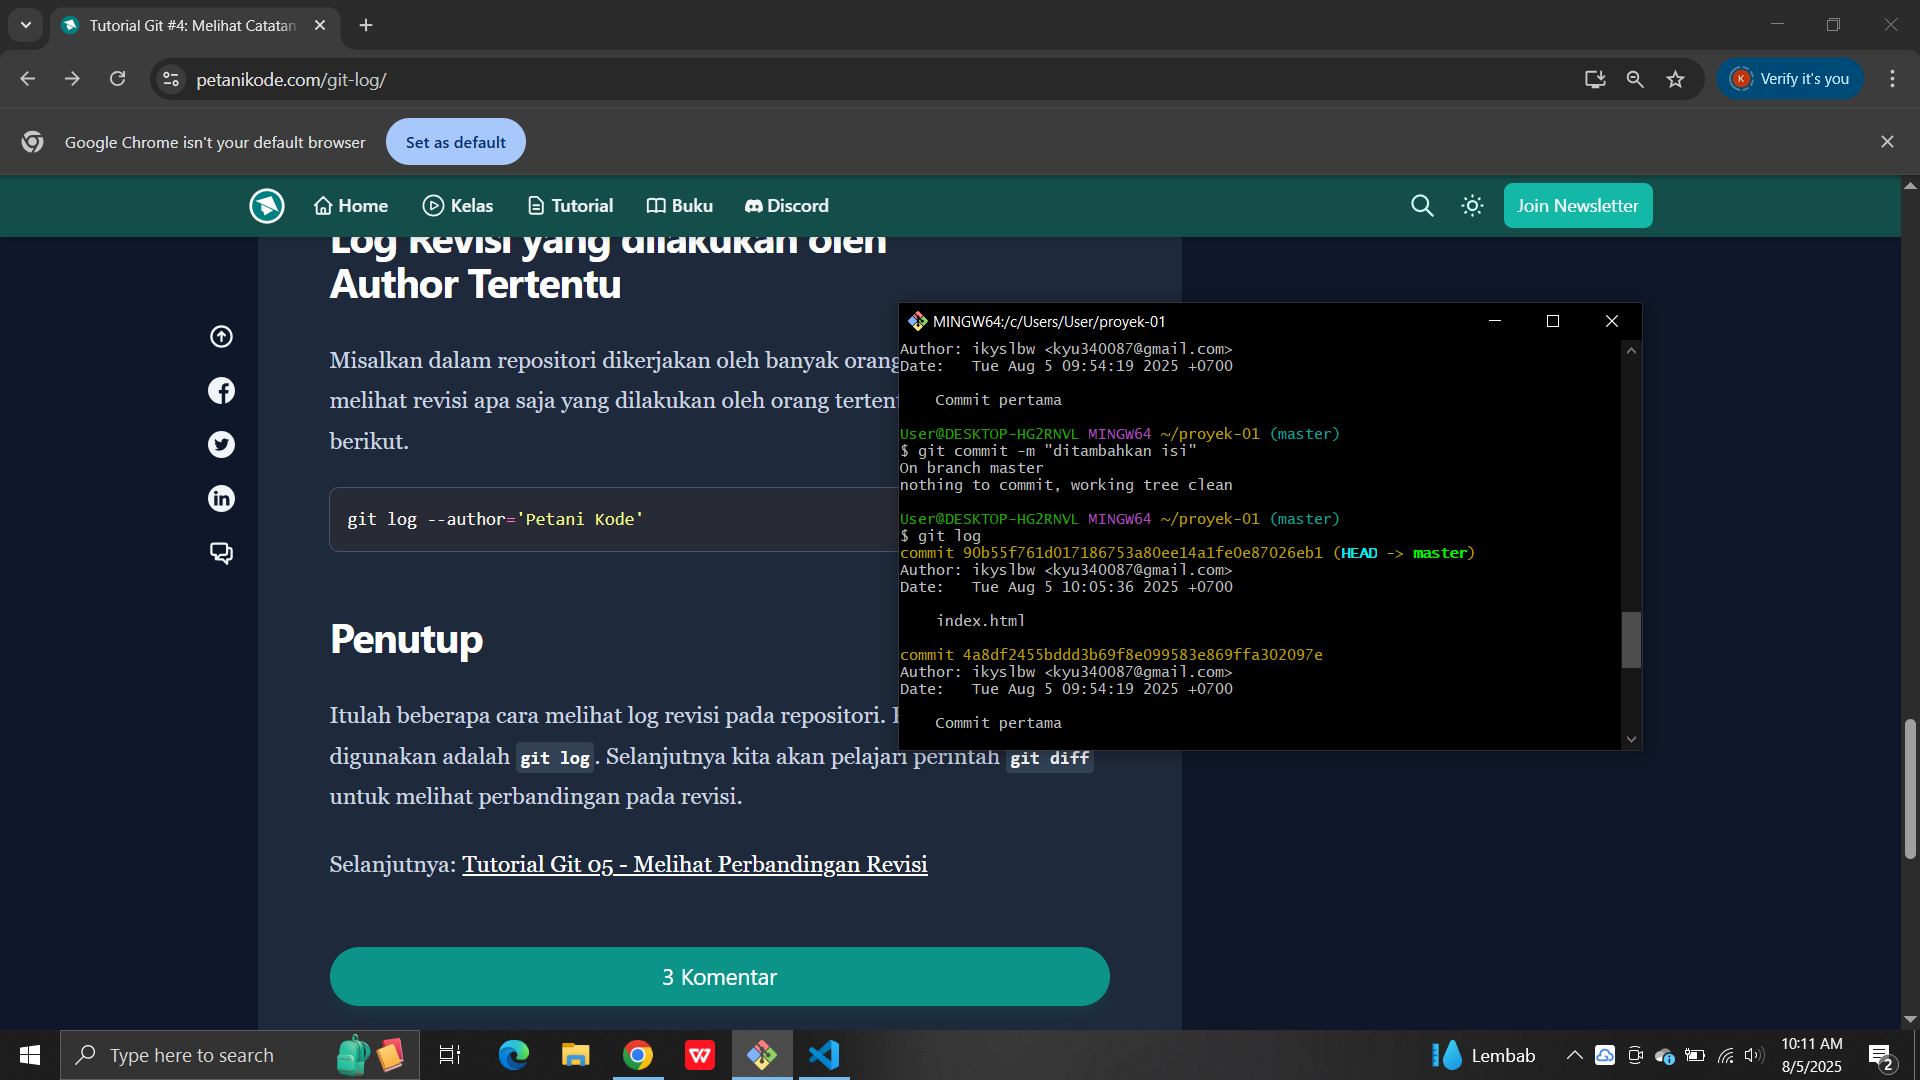 Tutorial Git #4: Melihat Catatan
petanikode.com/git-log/
Verify it's you
Google Chrome isn't your default browser
Set as default
Home
Kelas
Tutorial
Buku
Discord
Join Newsletter
Log Revisi yang dilakukan oleh
Author Tertentu
Misalkan dalam repositori dikerjakan oleh banyak orang
melihat revisi apa saja yang dilakukan oleh orang
berikut.
git log --author='Petani Kode'
Penutup
Itulah beberapa cara melihat log revisi pada repositori.
digunakan adalah git log. Selanjutnya kita akan pelajari perintah git diff
untuk melihat perbandingan pada revisi.
Selanjutnya: Tutorial Git 05 - Melihat Perbandingan Revisi
3 Komentar
MINGW64:/c/Users/User/proyek-01
Author: ikyslbw <kyu340087@gmail.com>
Date:   Tue Aug 5 09:54:19 2025 +0700
Commit pertama
User@DESKTOP-HG2RNVL MINGW64 ~/proyek-01 (master)
$ git commit -m "ditambahkan isi"
On branch master
nothing to commit, working tree clean
User@DESKTOP-HG2RNVL MINGW64 ~/proyek-01 (master)
$ git log
commit 90b55f761d017186753a80ee14a1fe0e87026eb1 (HEAD -> master)
Author: ikyslbw <kyu340087@gmail.com>
Date:   Tue Aug 5 10:05:36 2025 +0700
index.html
commit 4a8df2455bddd3b69f8e099583e869ffa302097e
Author: ikyslbw <kyu340087@gmail.com>
Date:   Tue Aug 5 09:54:19 2025 +0700
Commit pertama
Type here to search
Lembab
10:11 AM
8/5/2025
2